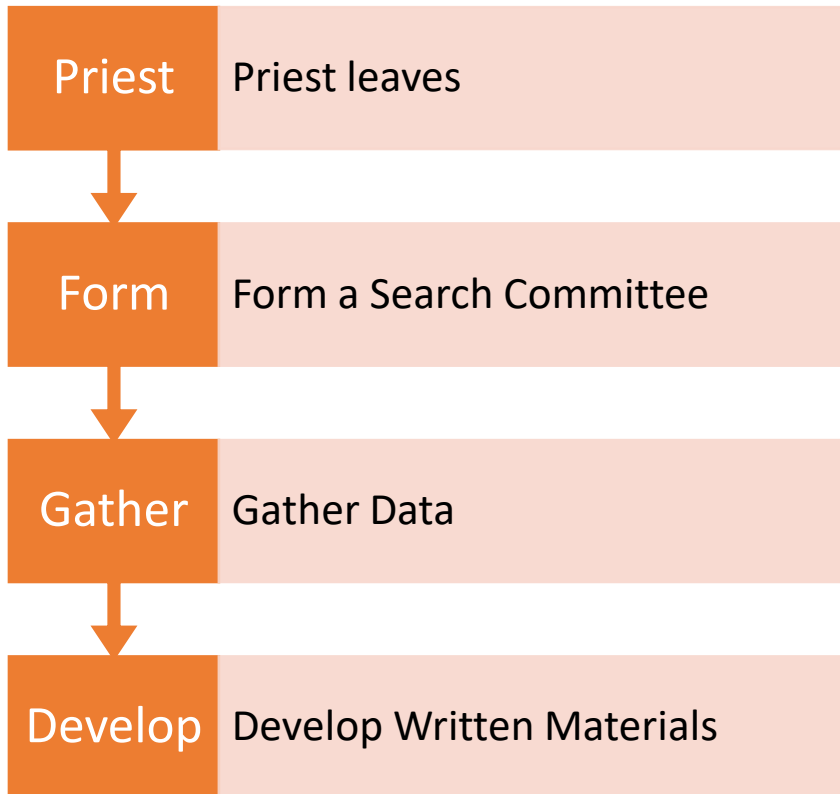 Priest
Priest leaves
Form
Form a Search Committee
Gather
Gather Data
Develop
Develop Written Materials